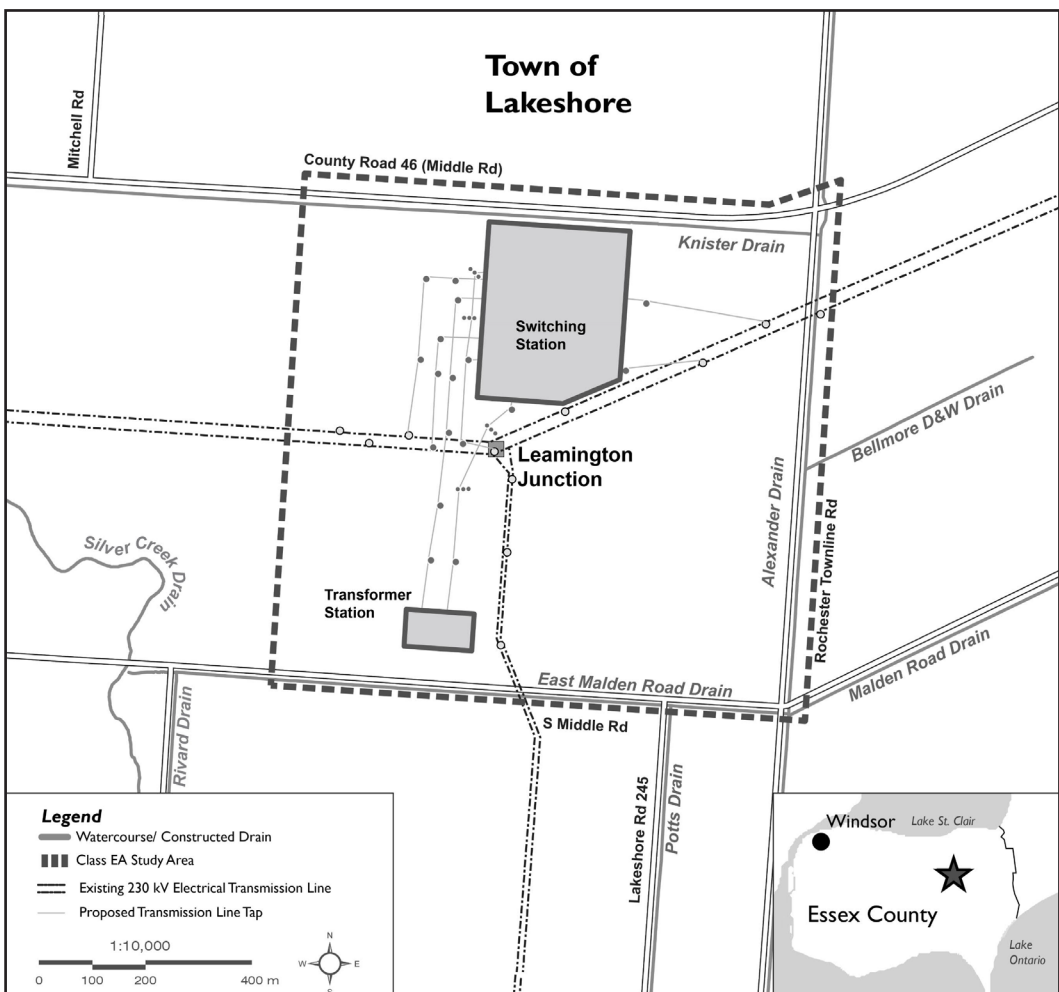 Town of
Lakeshore
Mitchell Rd
County Road 46 (Middle Rd)
Knister Drain
Switching
Station
Bellmore D&W Drain
Leamington
Junction
Alexander Drain
Rochester Townline Rd
Silver Creek Drain
Transformer
Station
East Malden Road Drain
Malden Road Drain
S Middle Rd
Rivard Drain
Lakeshore Rd 245
Potts Drain
Legend
Watercourse/ Constructed Drain
Class EA Study Area
Existing 230 kV Electrical Transmission Line
Proposed Transmission Line Tap
1:10,000
0 100 200 400 m
N
W E
S
Windsor
Lake St. Clair
Essex County
Lake
Ontario